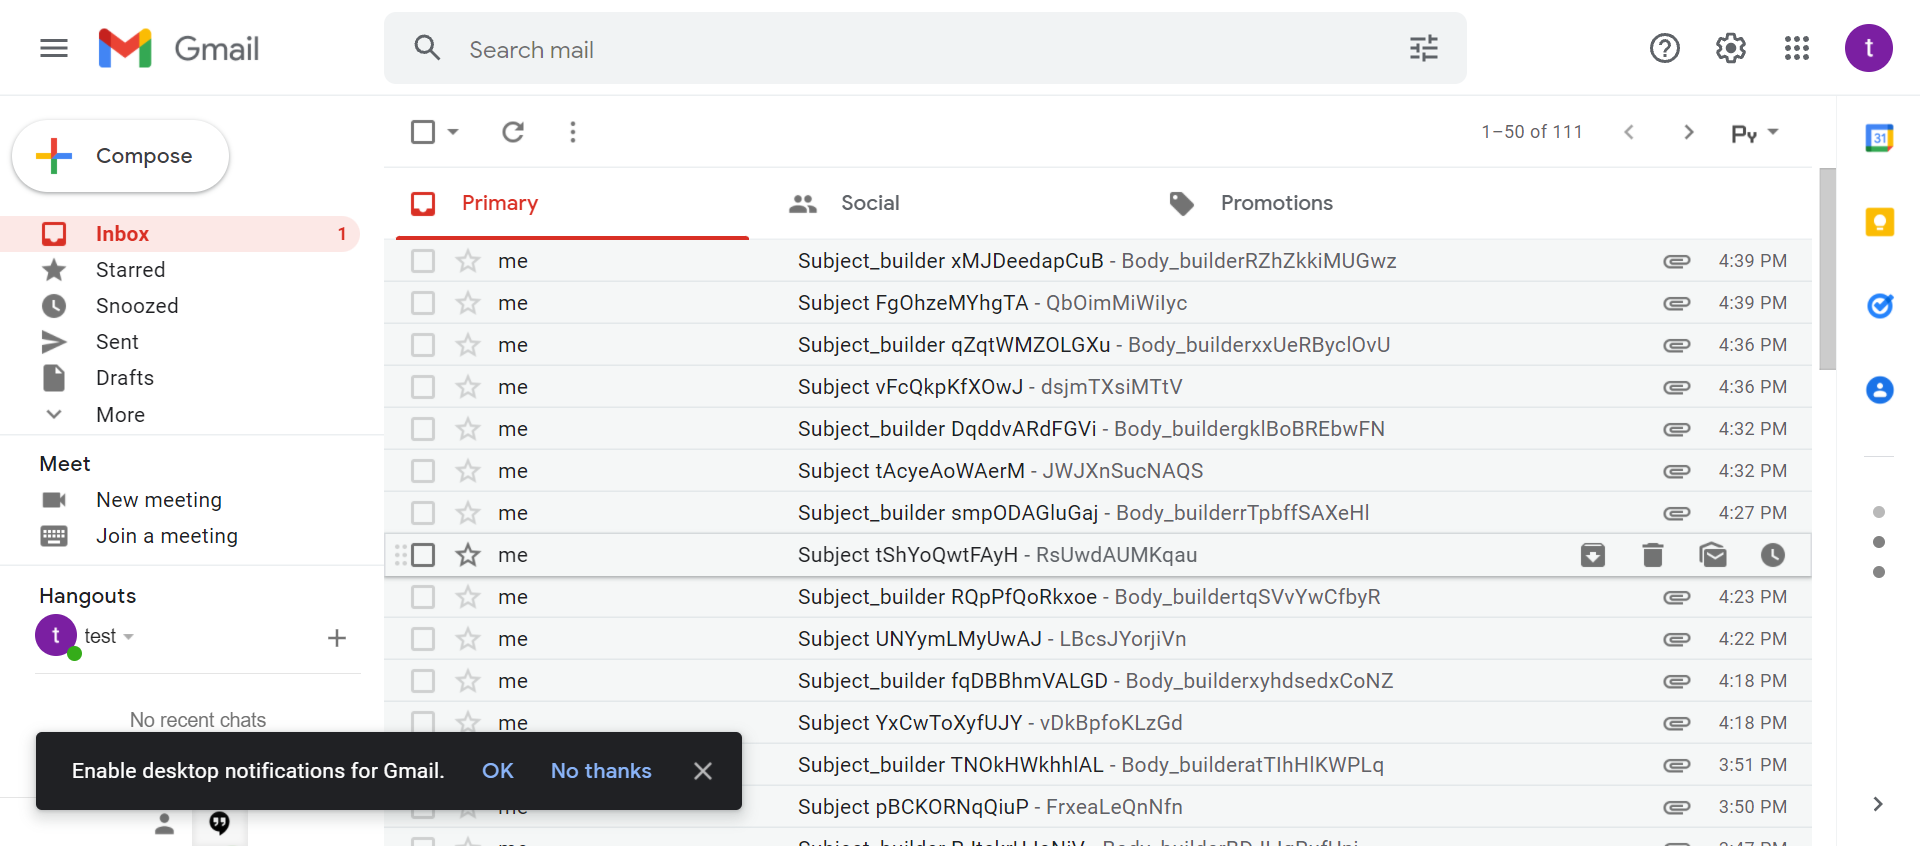 Gmail
Search mail
t
Compose
1–50 of 111
Py
31
Primary
Social
Promotions
Inbox 1
Starred
Snoozed
Sent
Drafts
More
Meet
New meeting
Join a meeting
Hangouts
t test
No recent chats
me Subject_builder xMJDeedapCuB - Body_builderRZhZkkiMUGwz 4:39 PM
me Subject FgOhzeMYhgTA - QbOimMiWiIyc 4:39 PM
me Subject_builder qZqtWMZOLGXu - Body_builderxxUeRByclOvU 4:36 PM
me Subject vFcQkpKfXOwJ - dsjmTXsiMTtV 4:36 PM
me Subject_builder DqddvARdFGVi - Body_buildergklBoBREbwFN 4:32 PM
me Subject tAcyeAoWAerM - JWJXnSucNAQS 4:32 PM
me Subject_builder smpODAGluGaj - Body_builderrTpbffSAXeHl 4:27 PM
me Subject tShYoQwtFAyH - RsUwdAUMKqau
me Subject_builder RQpPfQoRkxoe - Body_buildertqSVvYwCfbyR 4:23 PM
me Subject UNYymLMyUwAJ - LBcsJYorjiVn 4:22 PM
me Subject_builder fqDBBhmVALGD - Body_builderxyhdsedxCoNZ 4:18 PM
me Subject YxCwToXyfUJY - vDkBpfoKLzGd 4:18 PM
me Subject_builder TNOkHWkhhlAL - Body_builderatTIhHlKWPLq 3:51 PM
me Subject pBCKORNqQiuP - FrxeaLeQnNfn 3:50 PM
Enable desktop notifications for Gmail. OK No thanks